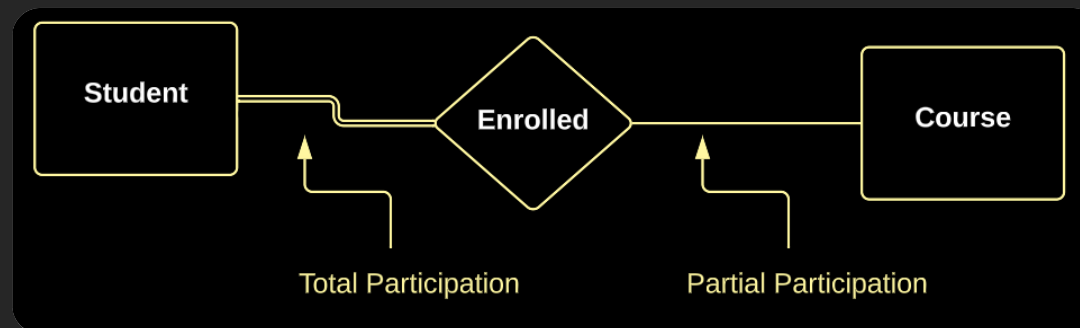 Student
Enrolled
Course
Total Participation
Partial Participation